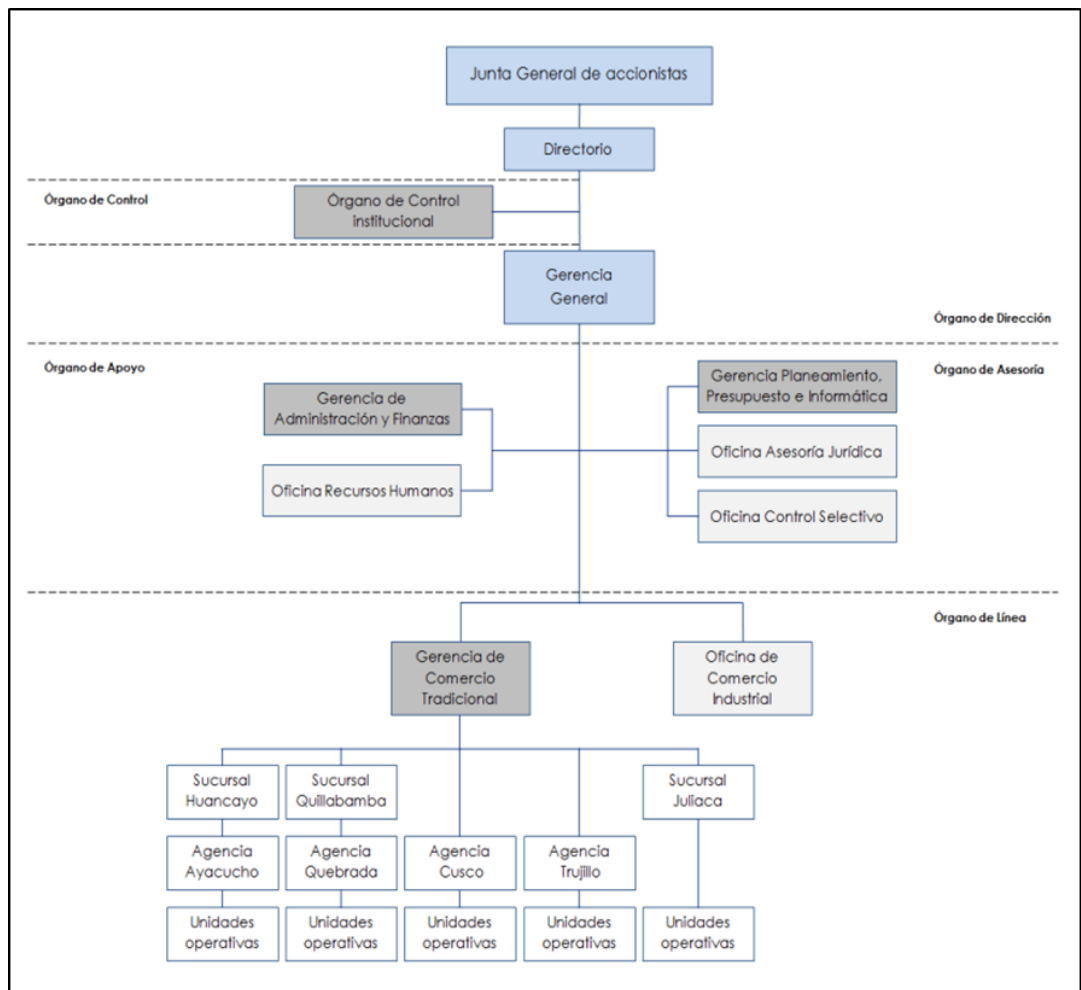 Junta General de accionistas
Directorio
Órgano de Control
Órgano de Control
institucional
Gerencia
General
Órgano de Dirección
Órgano de Apoyo
Órgano de Asesoría
Gerencia de
Administración y Finanzas
Oficina Recursos Humanos
Gerencia Planeamiento,
Presupuesto e Informática
Oficina Asesoría Jurídica
Oficina Control Selectivo
Órgano de Línea
Gerencia de
Comercio
Tradicional
Oficina de
Comercio
Industrial
Sucursal
Huancayo
Sucursal
Quillabamba
Sucursal
Juliaca
Agencia
Ayacucho
Agencia
Quebrada
Agencia
Cusco
Agencia
Trujillo
Unidades
operativas
Unidades
operativas
Unidades
operativas
Unidades
operativas
Unidades
operativas